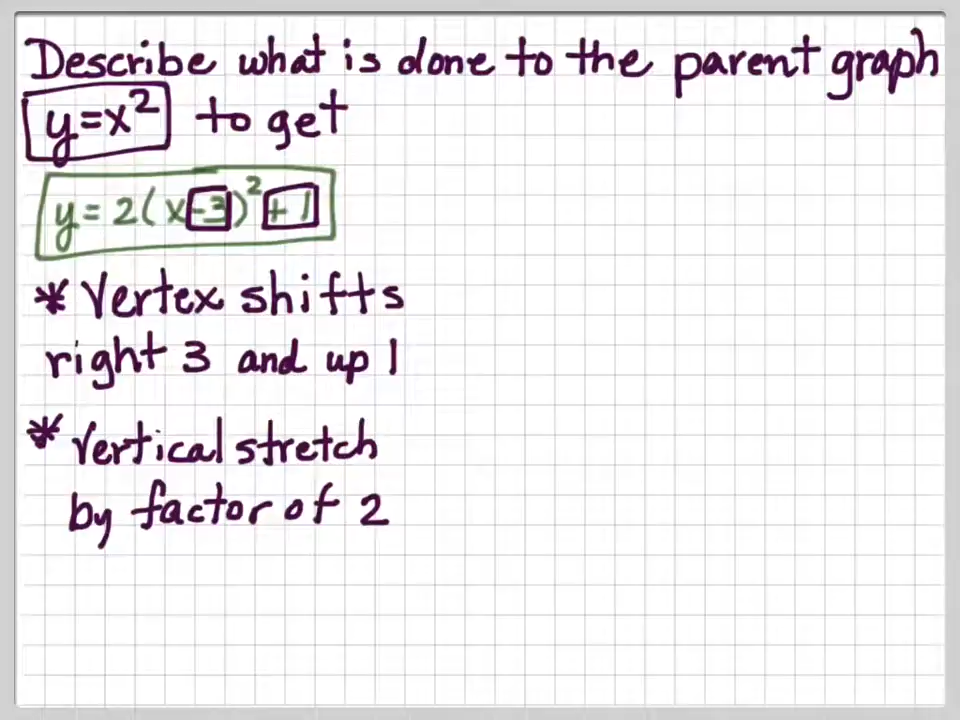 Describe what is done to the parent graph
y=x² to get
y = 2(x-3)² + 1
* Vertex shifts
right 3 and up 1
* Vertical stretch
by factor of 2